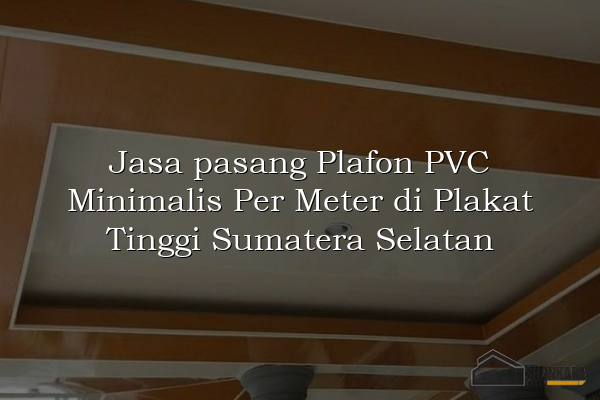 Jasa pasang Plafon PVC
Minimalis Per Meter di Plakat
Tinggi Sumatera Selatan